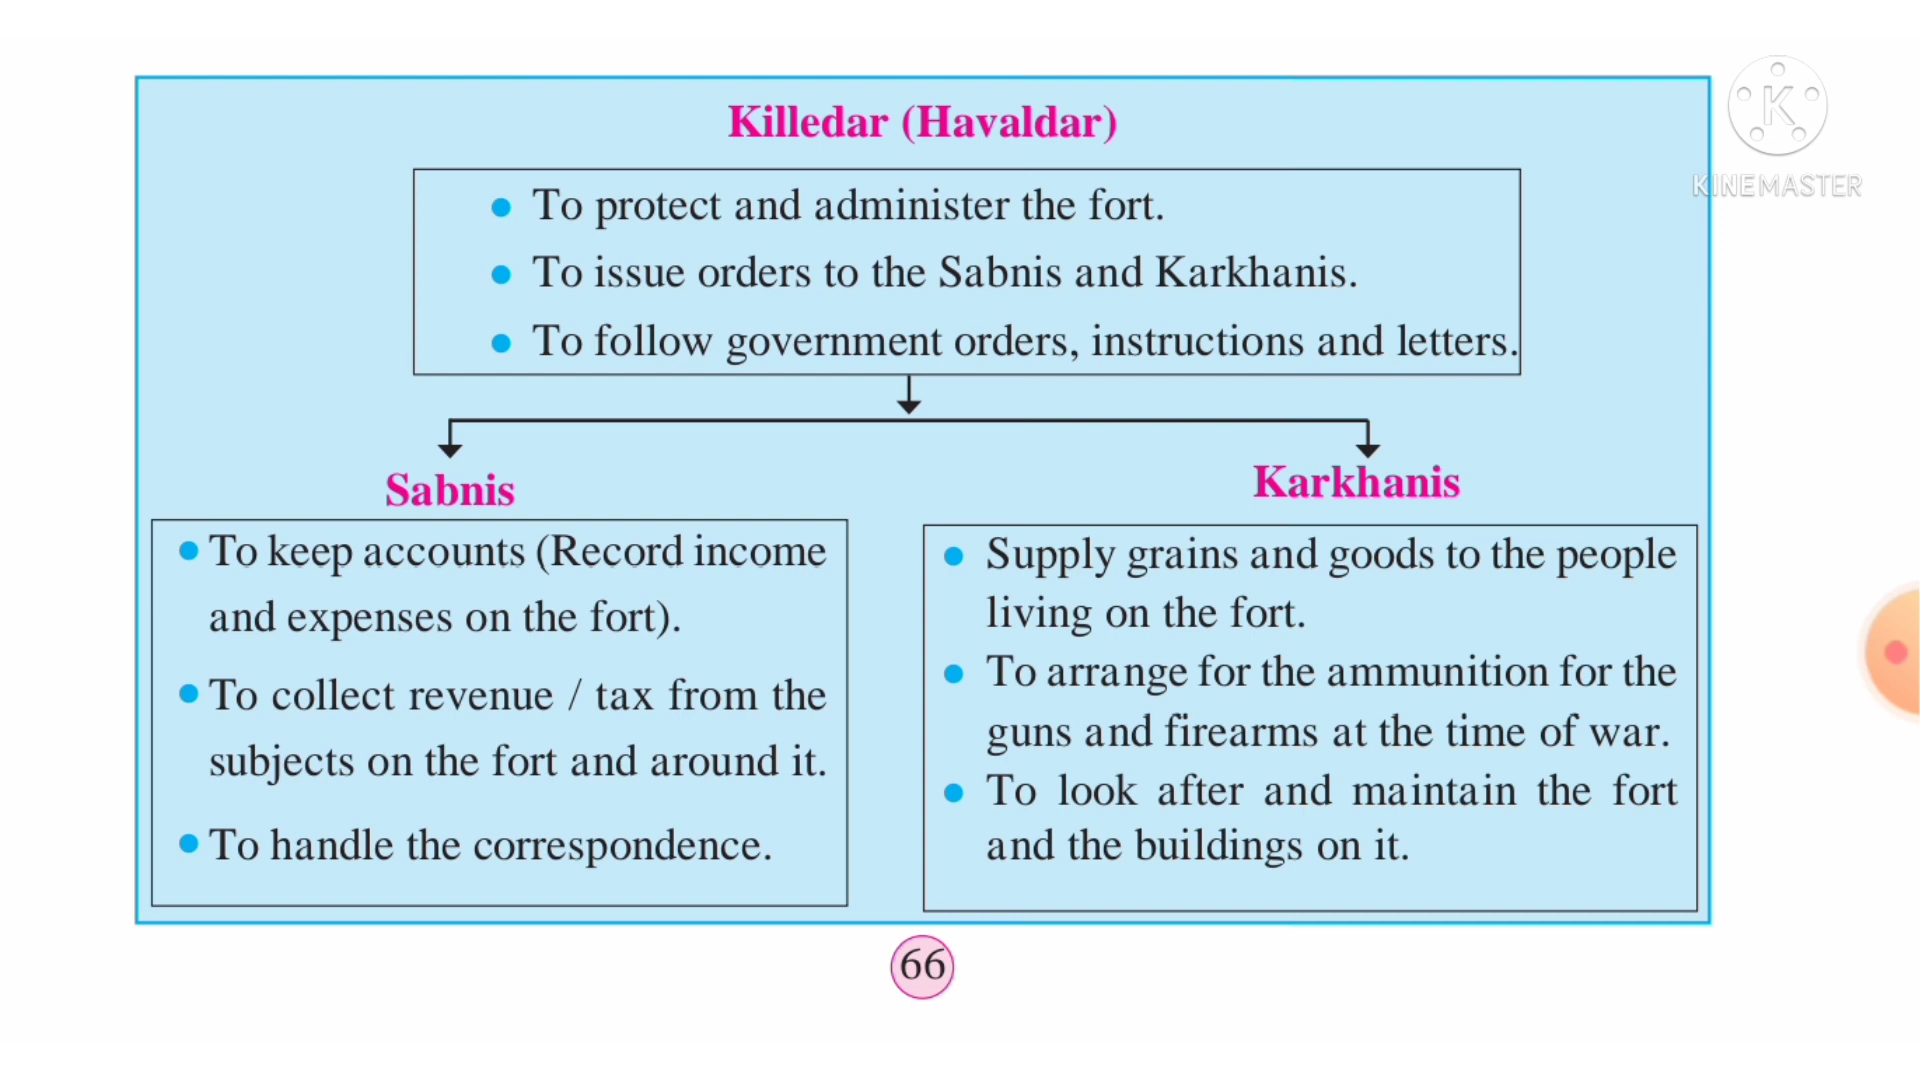 Killedar (Havaldar)
• To protect and administer the fort.
• To issue orders to the Sabnis and Karkhanis.
• To follow government orders, instructions and letters.
Sabnis
• To keep accounts (Record income
and expenses on the fort).
• To collect revenue / tax from the
subjects on the fort and around it.
• To handle the correspondence.
Karkhanis
• Supply grains and goods to the people
living on the fort.
• To arrange for the ammunition for the
guns and firearms at the time of war.
• To look after and maintain the fort
and the buildings on it.
66
K
KINEMASTER